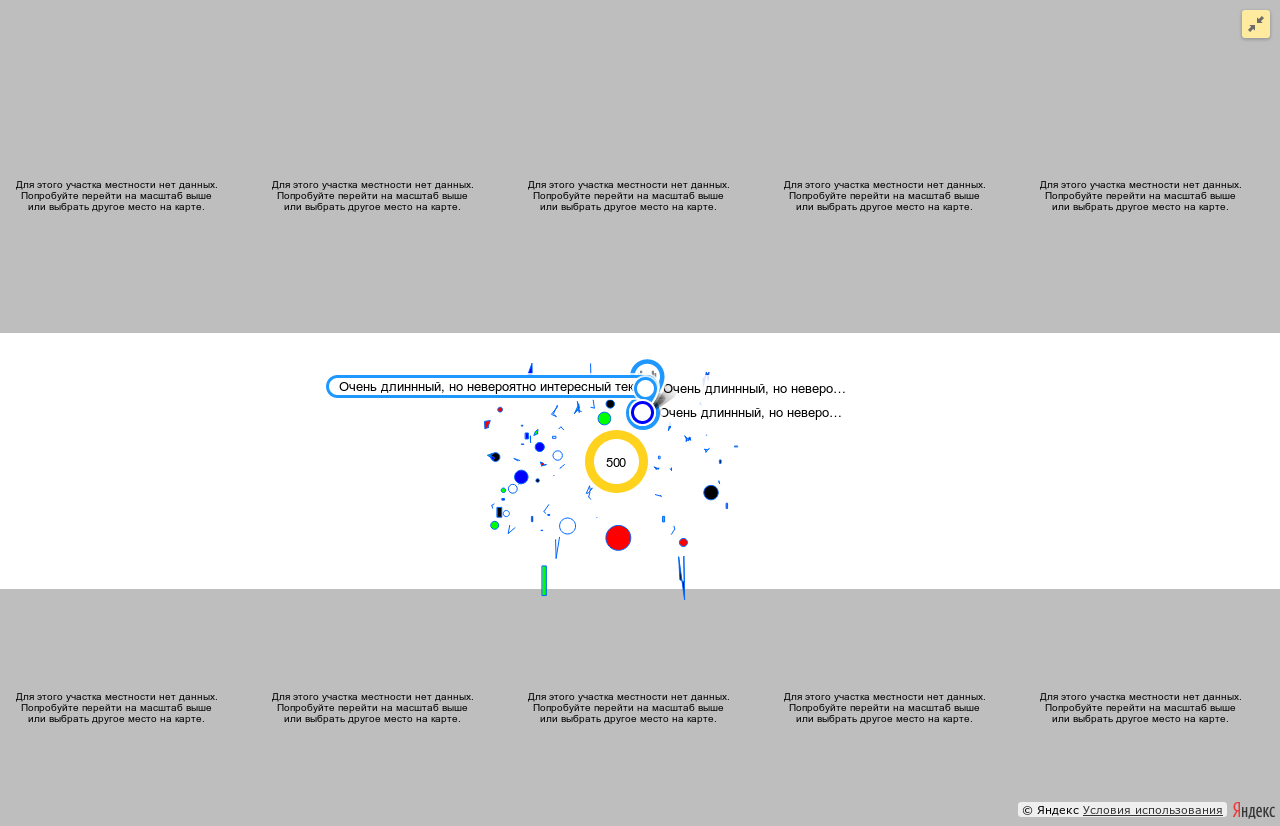 Для этого участка местности нет данных.
Попробуйте перейти на масштаб выше
или выбрать другое место на карте.
Для этого участка местности нет данных.
Попробуйте перейти на масштаб выше
или выбрать другое место на карте.
Для этого участка местности нет данных.
Попробуйте перейти на масштаб выше
или выбрать другое место на карте.
Для этого участка местности нет данных.
Попробуйте перейти на масштаб выше
или выбрать другое место на карте.
Для этого участка местности нет данных.
Попробуйте перейти на масштаб выше
или выбрать другое место на карте.
Очень длиннный, но невероятно интересный тек
Очень длиннный, но неверо…
Очень длиннный, но неверо…
500
Для этого участка местности нет данных.
Попробуйте перейти на масштаб выше
или выбрать другое место на карте.
Для этого участка местности нет данных.
Попробуйте перейти на масштаб выше
или выбрать другое место на карте.
Для этого участка местности нет данных.
Попробуйте перейти на масштаб выше
или выбрать другое место на карте.
Для этого участка местности нет данных.
Попробуйте перейти на масштаб выше
или выбрать другое место на карте.
Для этого участка местности нет данных.
Попробуйте перейти на масштаб выше
или выбрать другое место на карте.
© Яндекс Условия использования
Яндекс